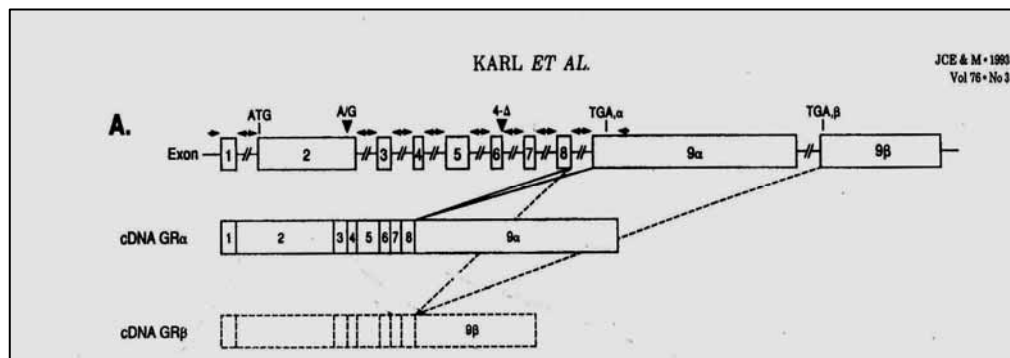 KARL ET AL.
JCE & M • 1993
Vol 76 • No 3
A.
ATG A/G 4-Δ TGA,α TGA,β
Exon 1 2 3 4 5 6 7 8 9α 9β
cDNA GRα 1 2 3 4 5 6 7 8 9α
cDNA GRβ 9β